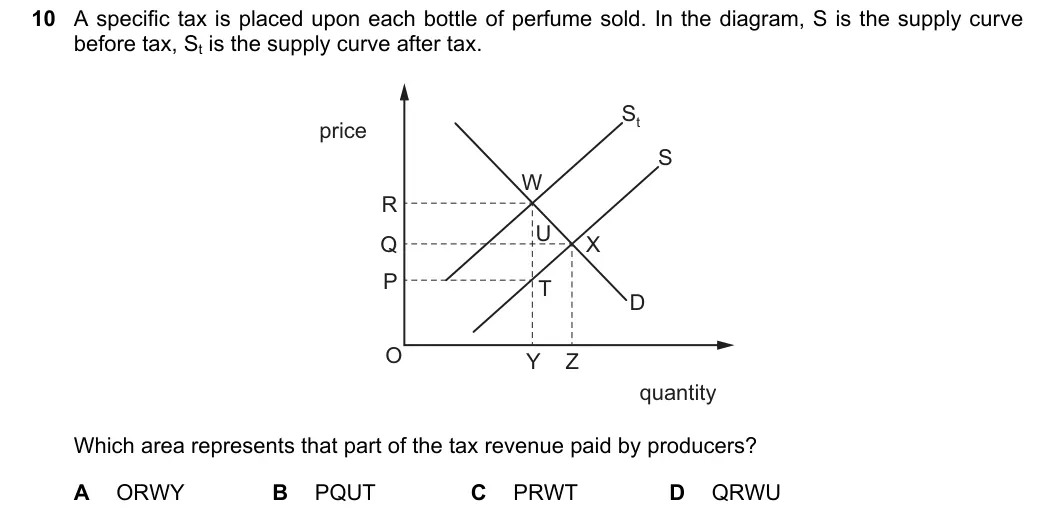 10 A specific tax is placed upon each bottle of perfume sold. In the diagram, S is the supply curve
before tax, St is the supply curve after tax.
St
price
S
W
R
U
Q
X
P
T
D
O
Y Z
quantity
Which area represents that part of the tax revenue paid by producers?
A ORWY B PQUT C PRWT D QRWU